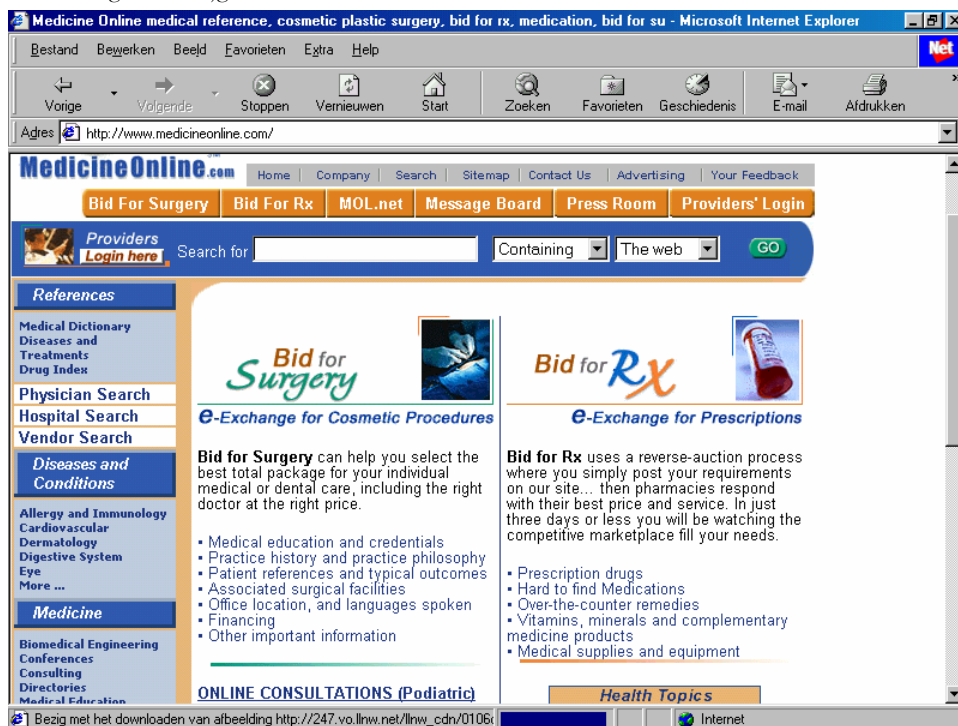 Medicine Online medical reference, cosmetic plastic surgery, bid for rx, medication, bid for su - Microsoft Internet Explorer
Bestand Bewerken Beeld Favorieten Extra Help
Net
Vorige Volgende Stoppen Vernieuwen Start Zoeken Favorieten Geschiedenis E-mail Afdrukken
Adres http://www.medicineonline.com/
MedicineOnline.com
Home | Company | Search | Sitemap | Contact Us | Advertising | Your Feedback
Bid For Surgery Bid For Rx MOL.net Message Board Press Room Providers' Login
Providers
Login here
Search for Containing The web GO
References
Medical Dictionary
Diseases and
Treatments
Drug Index
Physician Search
Hospital Search
Vendor Search
Diseases and
Conditions
Allergy and Immunology
Cardiovascular
Dermatology
Digestive System
Eye
More ...
Medicine
Biomedical Engineering
Conferences
Consulting
Directories
Medical Education
Bid for
Surgery
e-Exchange for Cosmetic Procedures
Bid for Surgery can help you select the
best total package for your individual
medical or dental care, including the right
doctor at the right price.
• Medical education and credentials
• Practice history and practice philosophy
• Patient references and typical outcomes
• Associated surgical facilities
• Office location, and languages spoken
• Financing
• Other important information
ONLINE CONSULTATIONS (Podiatric)
Bid for Rx
e-Exchange for Prescriptions
Bid for Rx uses a reverse-auction process
where you simply post your requirements
on our site... then pharmacies respond
with their best price and service. In just
three days or less you will be watching the
competitive marketplace fill your needs.
• Prescription drugs
• Hard to find Medications
• Over-the-counter remedies
• Vitamins, minerals and complementary
medicine products
• Medical supplies and equipment
Health Topics
Bezig met het downloaden van afbeelding http://247.vo.llnw.net/llnw_cdn/0106
Internet